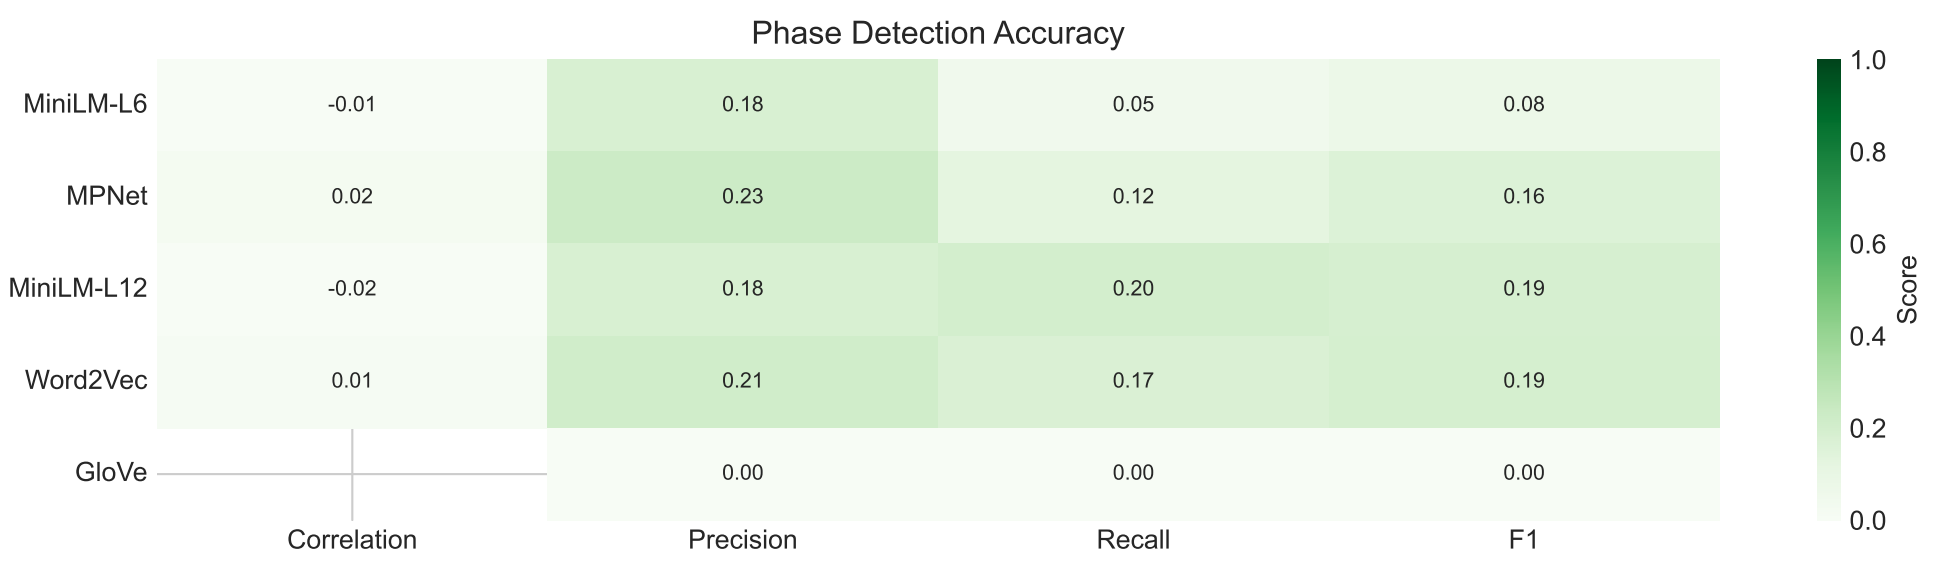 Phase Detection Accuracy
MiniLM-L6 -0.01 0.18 0.05 0.08
MPNet 0.02 0.23 0.12 0.16
MiniLM-L12 -0.02 0.18 0.20 0.19
Word2Vec 0.01 0.21 0.17 0.19
GloVe 0.00 0.00 0.00
Correlation Precision Recall F1
1.0
0.8
0.6
0.4
0.2
0.0
Score